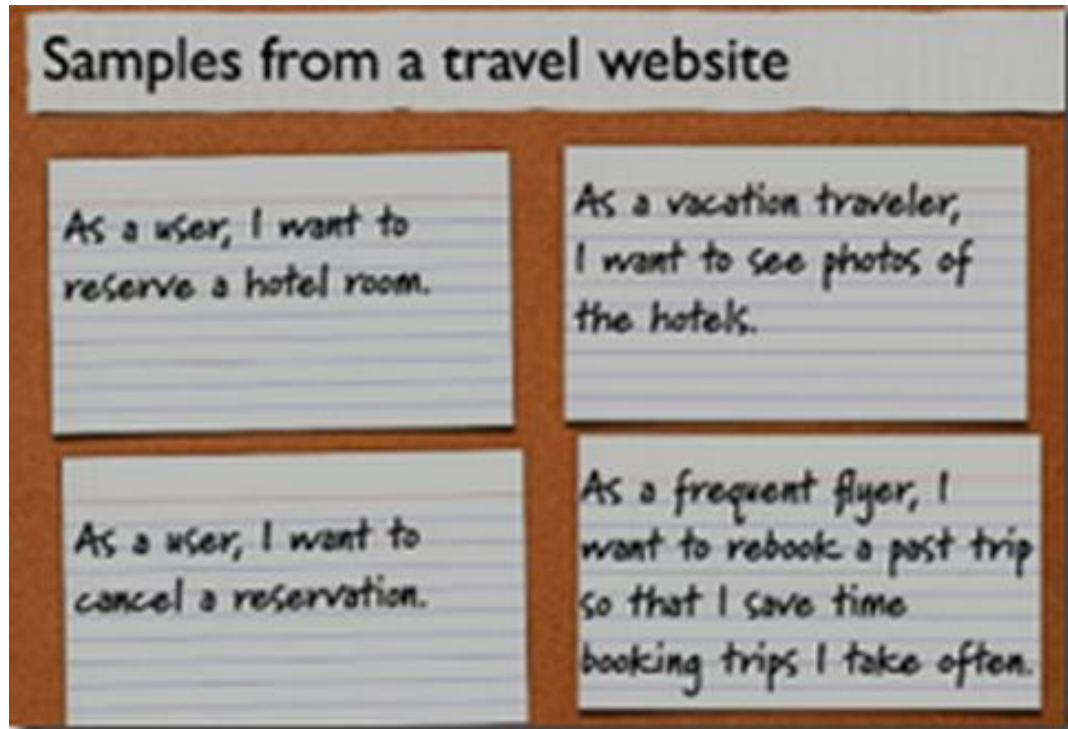 Samples from a travel website
As a user, I want to
reserve a hotel room.
As a vacation traveler,
I want to see photos of
the hotels.
As a user, I want to
cancel a reservation.
As a frequent flyer, I
want to rebook a past trip
so that I save time
booking trips I take often.